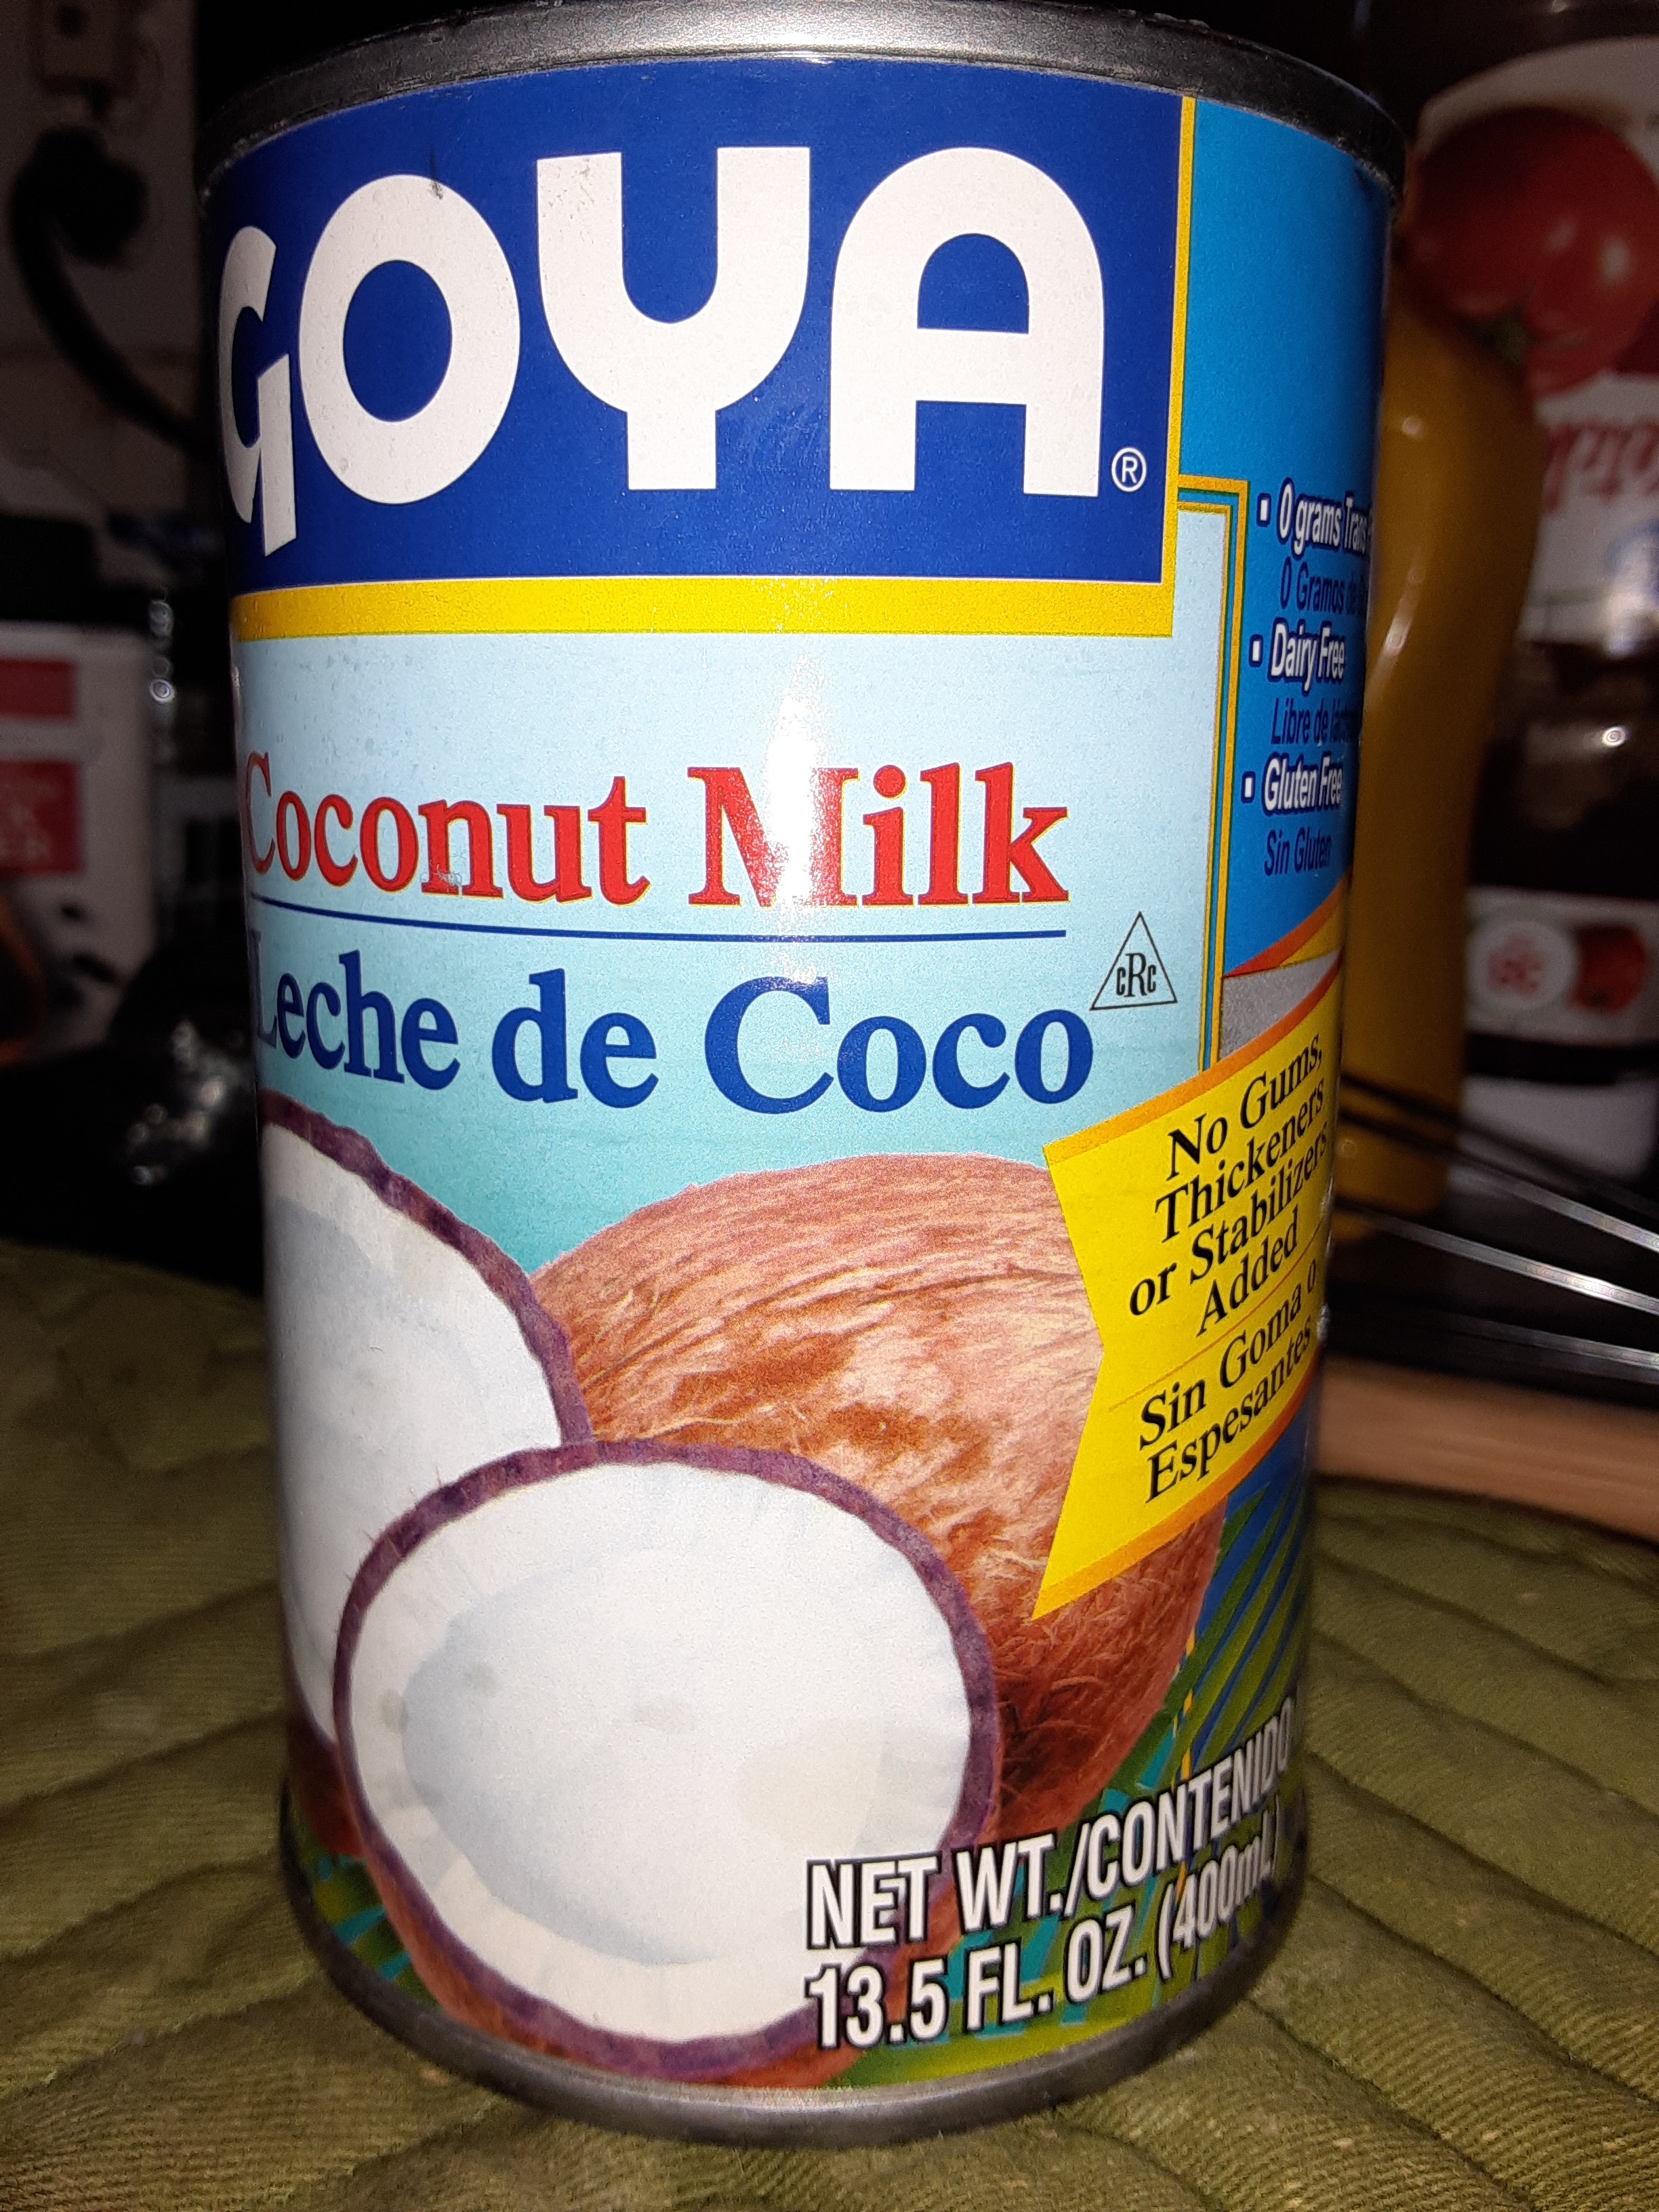 GOYA®
Coconut Milk
Leche de Coco
cRc
▪ 0 grams Trans
0 Gramos de
▪ Dairy Free
Libre de
▪ Gluten Free
Sin Gluten
No Gums,
Thickeners
or Stabilizers
Added
Sin Goma o
Espesantes
NET WT./CONTENIDO
13.5 FL. OZ. (400mL)